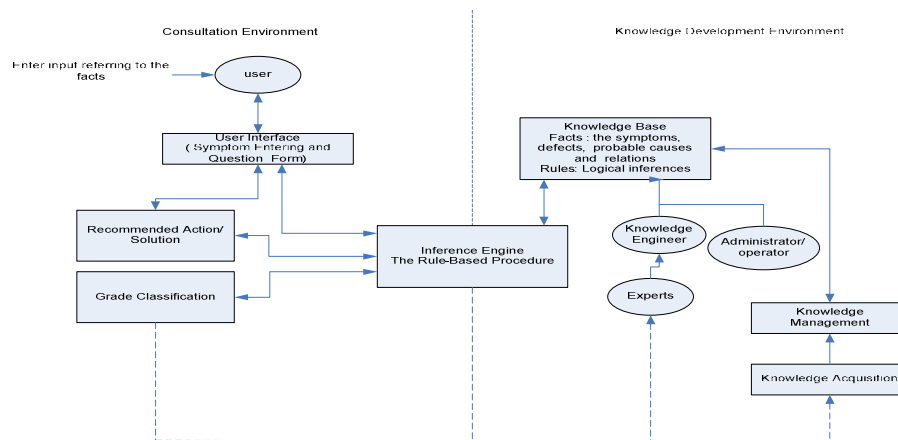 Consultation Environment
Knowledge Development Environment
Enter input referring to the
facts
user
User Interface
( Symptom Entering and
Question Form)
Knowledge Base
Facts : the symptoms,
defects, probable causes
and relations
Rules: Logical inferences
Recommended Action/
Solution
Inference Engine
The Rule-Based Procedure
Knowledge
Engineer
Administrator/
operator
Grade Classification
Experts
Knowledge
Management
Knowledge Acquisition